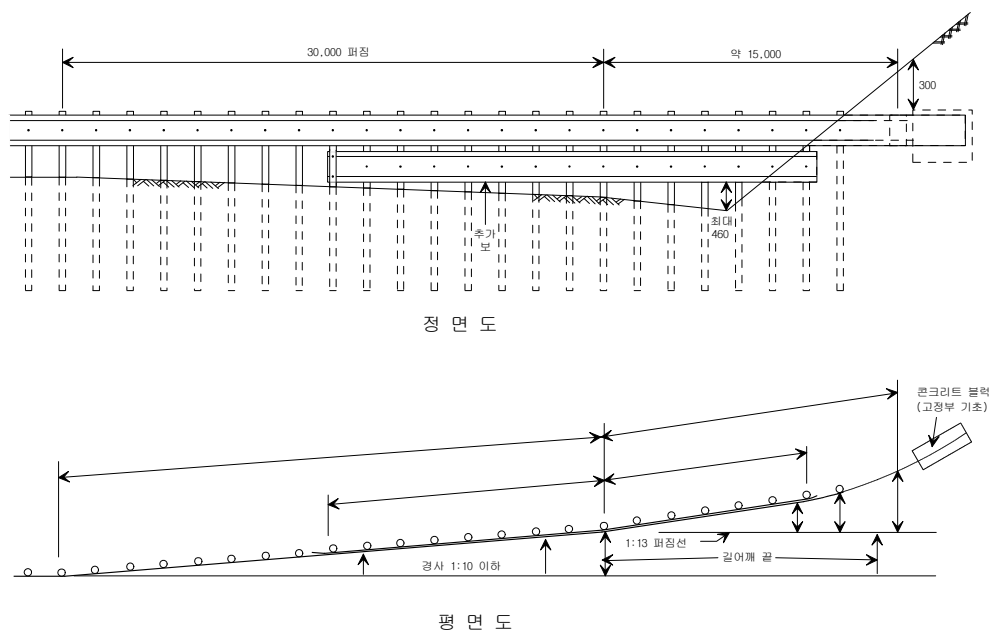 30,000 퍼짐
약 15,000
300
추가
보
최대
460
정 면 도
콘크리트 블럭
(고정부 기초)
1:13 퍼짐선
길어깨 끝
경사 1:10 이하
평 면 도